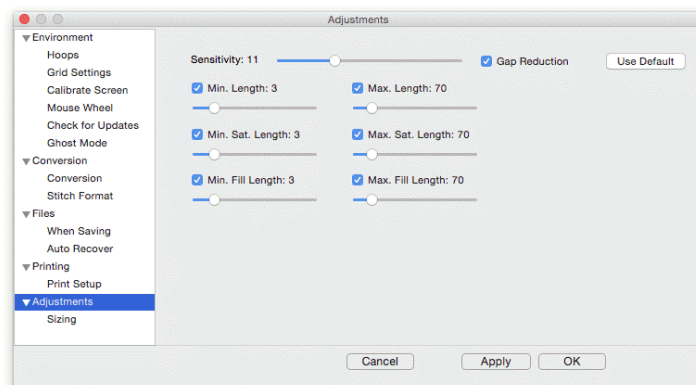 Adjustments
Environment
Hoops
Grid Settings
Calibrate Screen
Mouse Wheel
Check for Updates
Ghost Mode
Conversion
Conversion
Stitch Format
Files
When Saving
Auto Recover
Printing
Print Setup
Adjustments
Sizing
Sensitivity: 11
Gap Reduction
Use Default
Min. Length: 3
Max. Length: 70
Min. Sat. Length: 3
Max. Sat. Length: 70
Min. Fill Length: 3
Max. Fill Length: 70
Cancel
Apply
OK